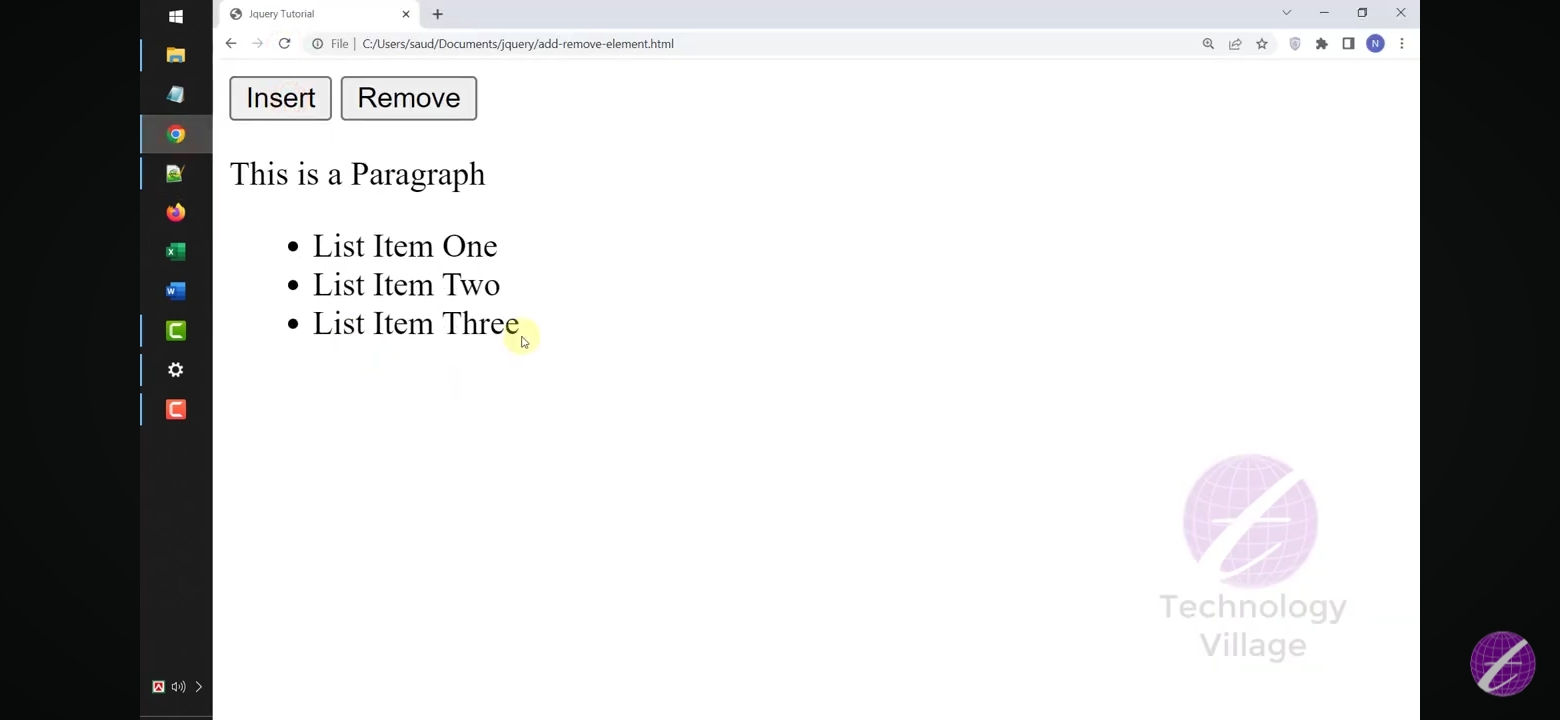 Jquery Tutorial
File | C:/Users/saud/Documents/jquery/add-remove-element.html
N
Insert Remove
This is a Paragraph
• List Item One
• List Item Two
• List Item Three
Technology
Village